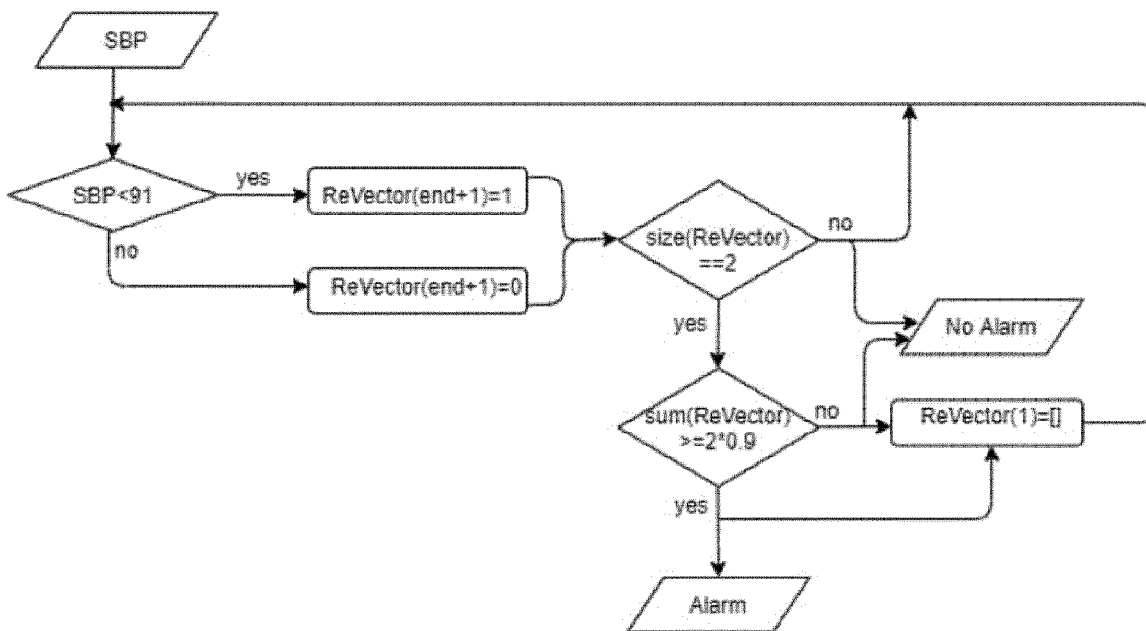 SBP
SBP<91
yes
no
ReVector(end+1)=1
ReVector(end+1)=0
size(ReVector)
==2
no
yes
No Alarm
sum(ReVector)
>=2*0.9
no
ReVector(1)=[]
yes
Alarm